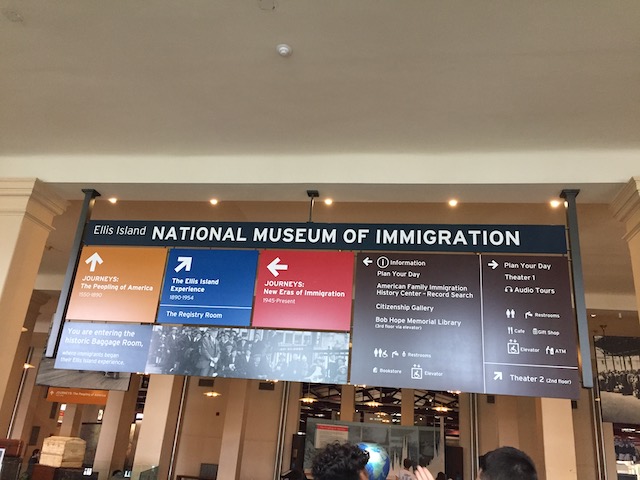 Ellis Island NATIONAL MUSEUM OF IMMIGRATION
JOURNEYS:
The Peopling of America
1550-1890
The Ellis Island
Experience
1890-1954
The Registry Room
JOURNEYS:
New Eras of Immigration
1945-Present
You are entering the
historic Baggage Room,
where immigrants began
their Ellis Island experience.
Information
Plan Your Day
American Family Immigration
History Center - Record Search
Citizenship Gallery
Bob Hope Memorial Library
(3rd floor via elevator)
Restrooms
Bookstore
Elevator
Plan Your Day
Theater 1
Audio Tours
Restrooms
Cafe
Gift Shop
Elevator
ATM
Theater 2 (2nd floor)